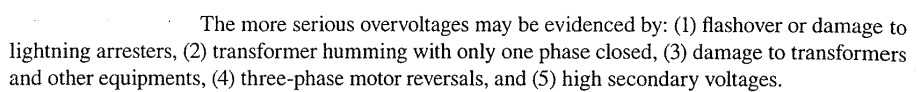 The more serious overvoltages may be evidenced by: (1) flashover or damage to
lightning arresters, (2) transformer humming with only one phase closed, (3) damage to transformers
and other equipments, (4) three-phase motor reversals, and (5) high secondary voltages.